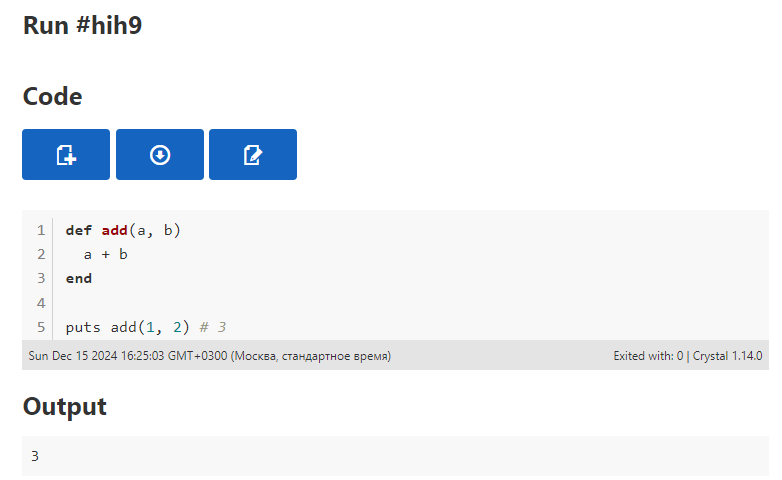 Run #hih9
Code
1 def add(a, b)
2   a + b
3 end
4
5 puts add(1, 2) # 3
Sun Dec 15 2024 16:25:03 GMT+0300 (Москва, стандартное время) Exited with: 0 | Crystal 1.14.0
Output
3